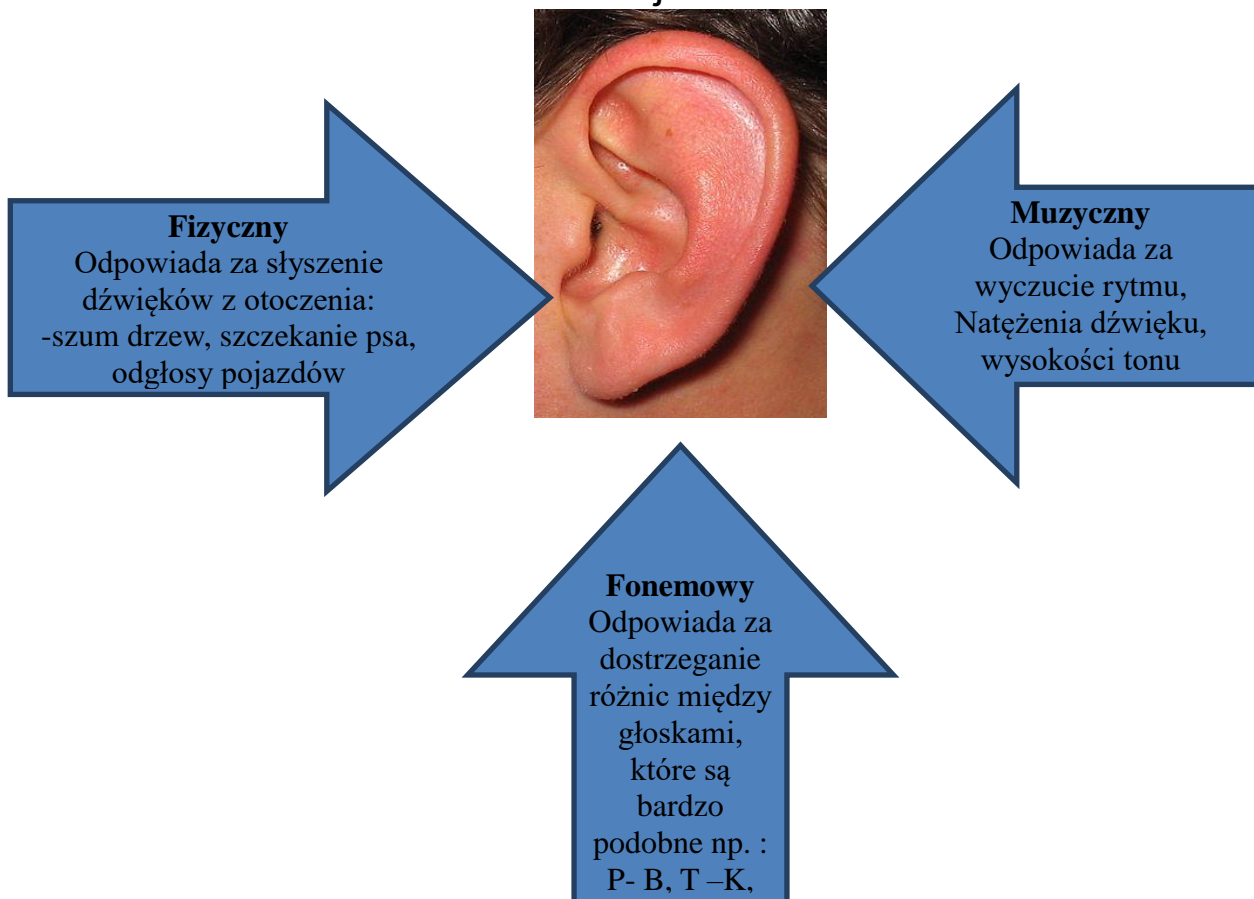 Fizyczny
Odpowiada za słyszenie
dźwięków z otoczenia:
-szum drzew, szczekanie psa,
odgłosy pojazdów
Muzyczny
Odpowiada za
wyczucie rytmu,
Natężenia dźwięku,
wysokości tonu
Fonemowy
Odpowiada za
dostrzeganie
różnic między
głoskami,
które są
bardzo
podobne np. :
P- B, T –K,